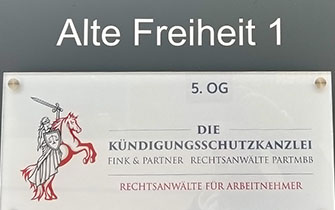 Alte Freiheit 1
5. OG
DIE
KÜNDIGUNGSSCHUTZKANZLEI
FINK & PARTNER RECHTSANWÄLTE PARTMBB
RECHTSANWÄLTE FÜR ARBEITNEHMER